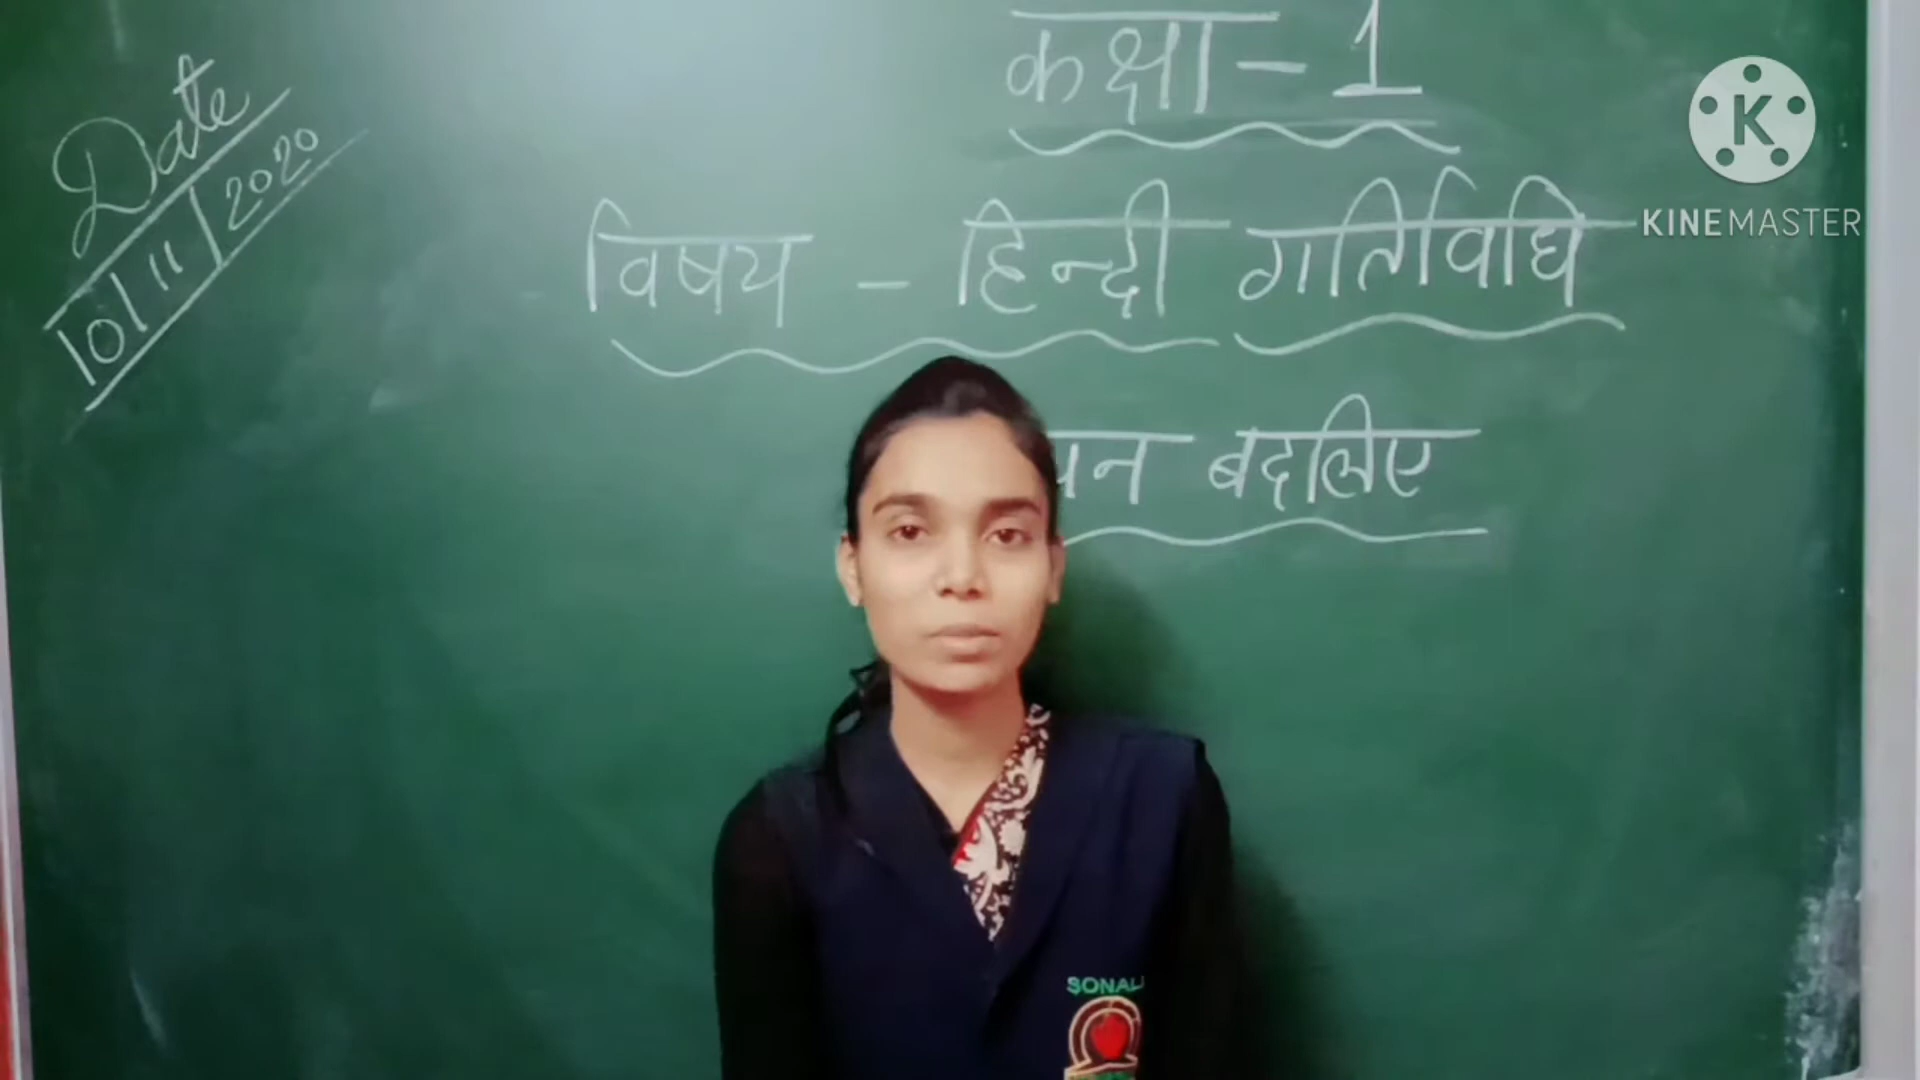 Date
10/11/2020
कक्षा - 1
विषय - हिन्दी गतिविधि
बदलिए
KINEMASTER
SONALI